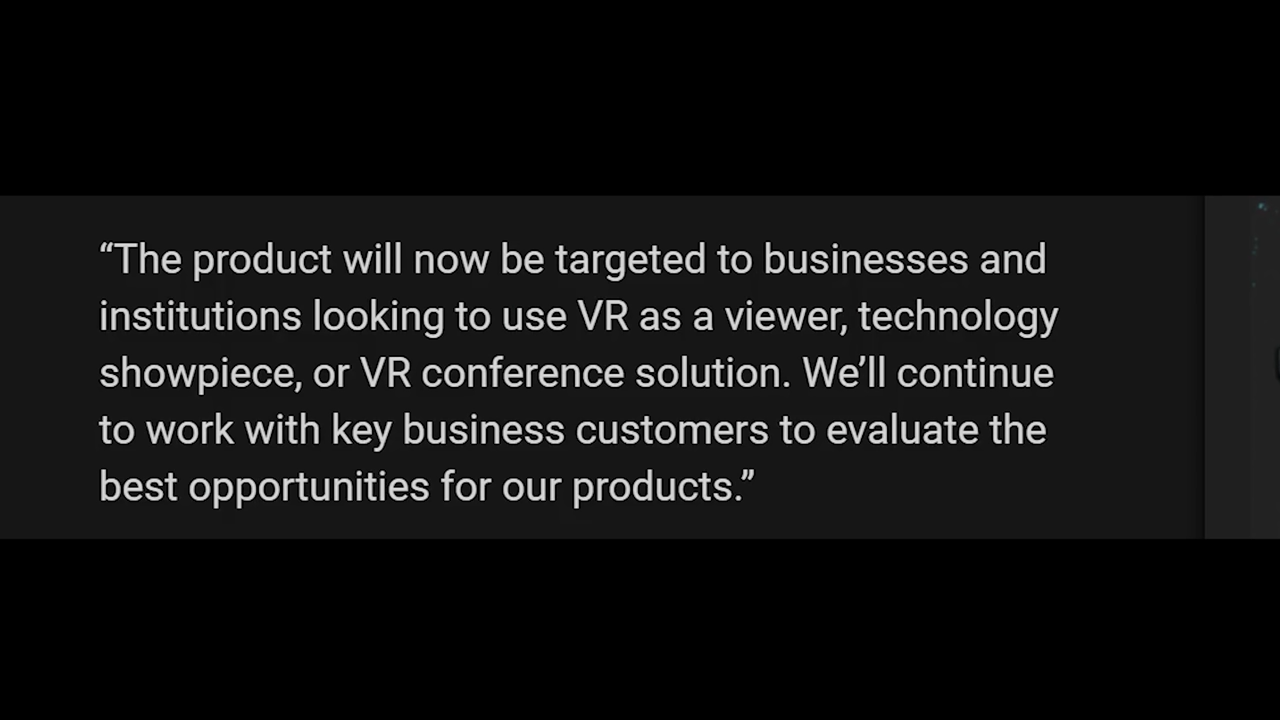 “The product will now be targeted to businesses and
institutions looking to use VR as a viewer, technology
showpiece, or VR conference solution. We’ll continue
to work with key business customers to evaluate the
best opportunities for our products.”